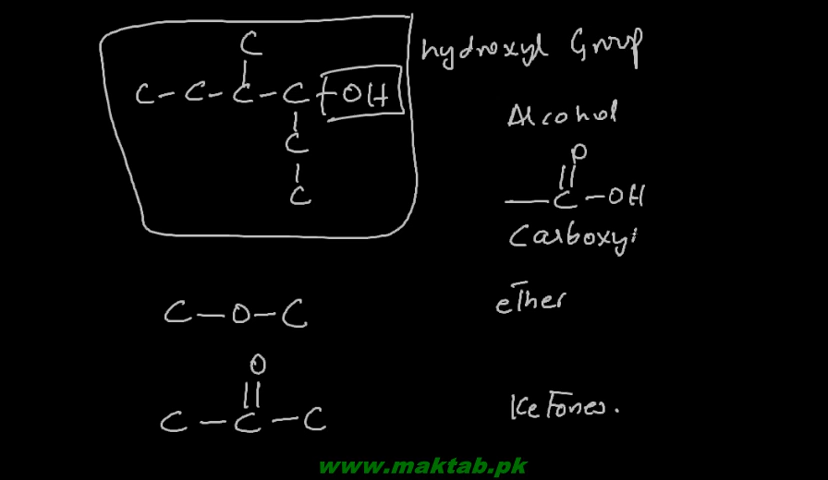 hydroxyl Group
C
C - C - C - C - OH
C
C
Alcohol
O
— C - OH
Carboxyl
C — O — C
ether
O
C — C — C
Ketones.
www.maktab.pk